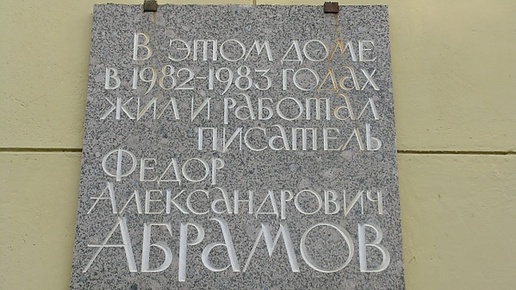 В ЭТОМ ДОМЕ
В 1982-1983 ГОДАХ
ЖИЛ И РАБОТАЛ
ПИСАТЕЛЬ
ФЕДОР
АЛЕКСАНДРОВИЧ
АБРАМОВ